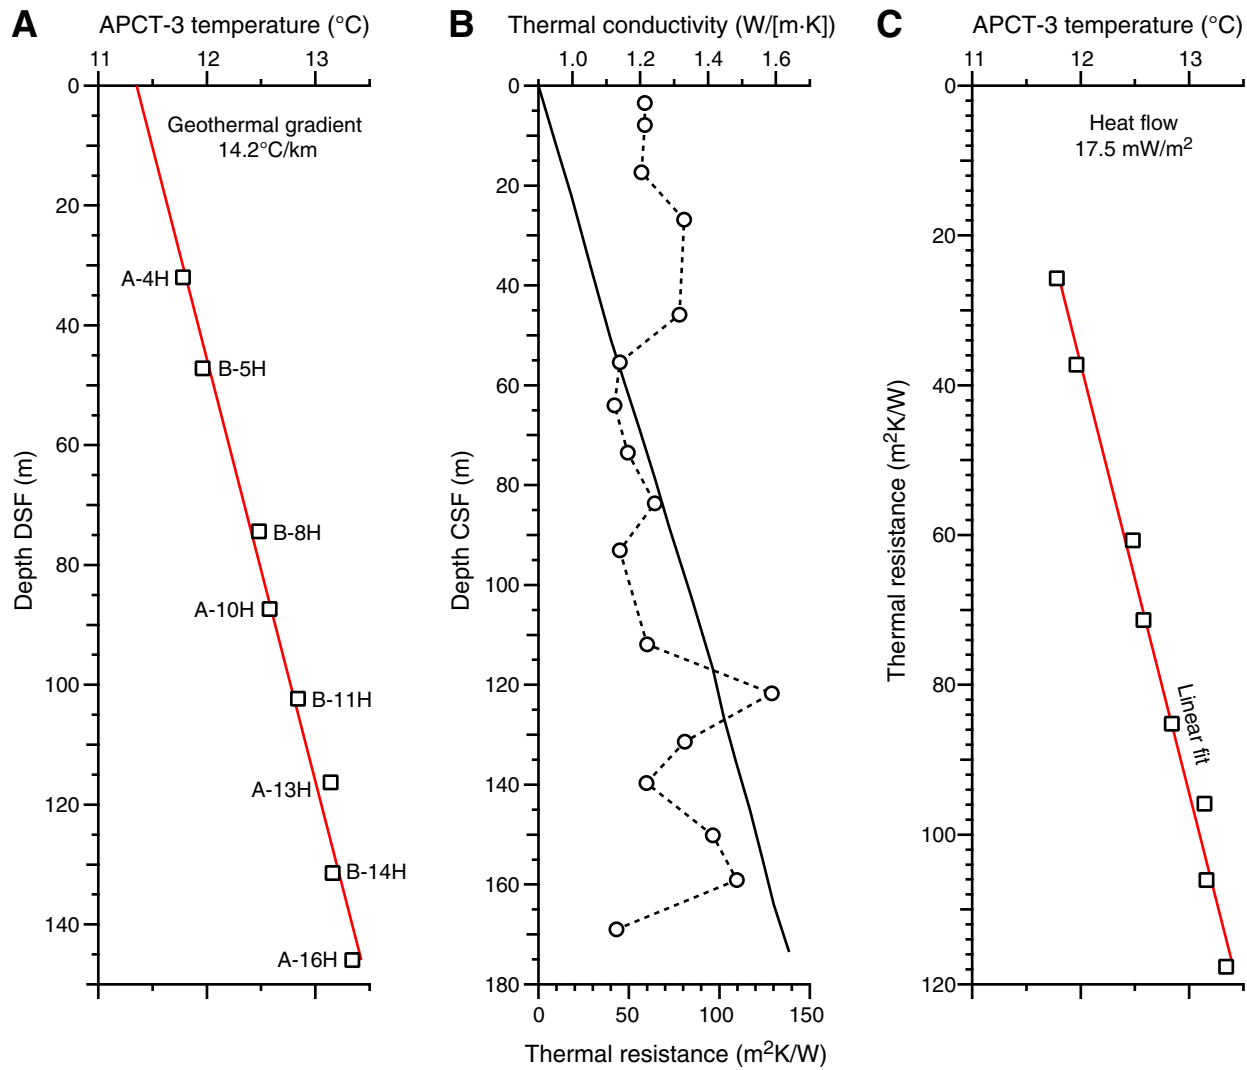 A
APCT-3 temperature (°C)
11 12 13
0
20
40
60
80
100
120
140
Depth DSF (m)
Geothermal gradient
14.2°C/km
A-4H
B-5H
B-8H
A-10H
B-11H
A-13H
B-14H
A-16H
B
Thermal conductivity (W/[m·K])
1.0 1.2 1.4 1.6
0
20
40
60
80
100
120
140
160
180
Depth CSF (m)
0 50 100 150
Thermal resistance (m²K/W)
C
APCT-3 temperature (°C)
11 12 13
0
20
40
60
80
100
120
Thermal resistance (m²K/W)
Heat flow
17.5 mW/m²
Linear fit